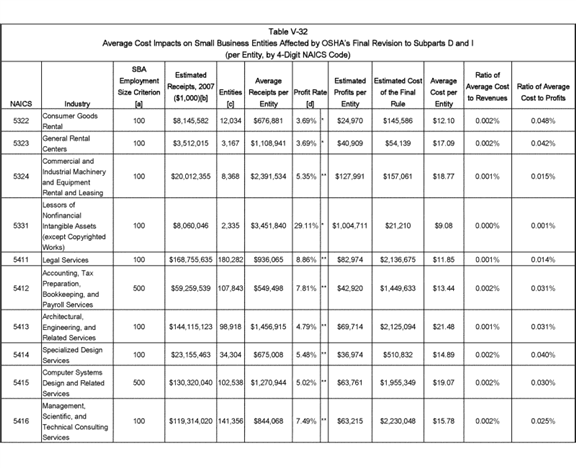 Table V-32
Average Cost Impacts on Small Business Entities Affected by OSHA's Final Revision to Subparts D and I
(per Entity, by 4-Digit NAICS Code)
NAICS Industry SBA Employment Size Criterion [a] Estimated Receipts, 2007 ($1,000)[b] Entities [c] Average Receipts per Entity Profit Rate [d] Estimated Profits per Entity Estimated Cost of the Final Rule Average Cost per Entity Ratio of Average Cost to Revenues Ratio of Average Cost to Profits
5322 Consumer Goods Rental 100 $8,145,582 12,034 $676,881 3.69% * $24,970 $145,586 $12.10 0.002% 0.048%
5323 General Rental Centers 100 $3,512,015 3,167 $1,108,941 3.69% * $40,909 $54,139 $17.09 0.002% 0.042%
5324 Commercial and Industrial Machinery and Equipment Rental and Leasing 100 $20,012,355 8,368 $2,391,534 5.35% ** $127,991 $157,061 $18.77 0.001% 0.015%
5331 Lessors of Nonfinancial Intangible Assets (except Copyrighted Works) 100 $8,060,046 2,335 $3,451,840 29.11% * $1,004,711 $21,210 $9.08 0.000% 0.001%
5411 Legal Services 100 $168,755,635 180,282 $936,065 8.86% ** $82,974 $2,136,675 $11.85 0.001% 0.014%
5412 Accounting, Tax Preparation, Bookkeeping, and Payroll Services 500 $59,259,539 107,843 $549,498 7.81% ** $42,920 $1,449,633 $13.44 0.002% 0.031%
5413 Architectural, Engineering, and Related Services 100 $144,115,123 98,918 $1,456,915 4.79% ** $69,714 $2,125,094 $21.48 0.001% 0.031%
5414 Specialized Design Services 100 $23,155,463 34,304 $675,008 5.48% ** $36,974 $510,832 $14.89 0.002% 0.040%
5415 Computer Systems Design and Related Services 500 $130,320,040 102,538 $1,270,944 5.02% ** $63,761 $1,955,349 $19.07 0.002% 0.030%
5416 Management, Scientific, and Technical Consulting Services 100 $119,314,020 141,356 $844,068 7.49% ** $63,215 $2,230,048 $15.78 0.002% 0.025%